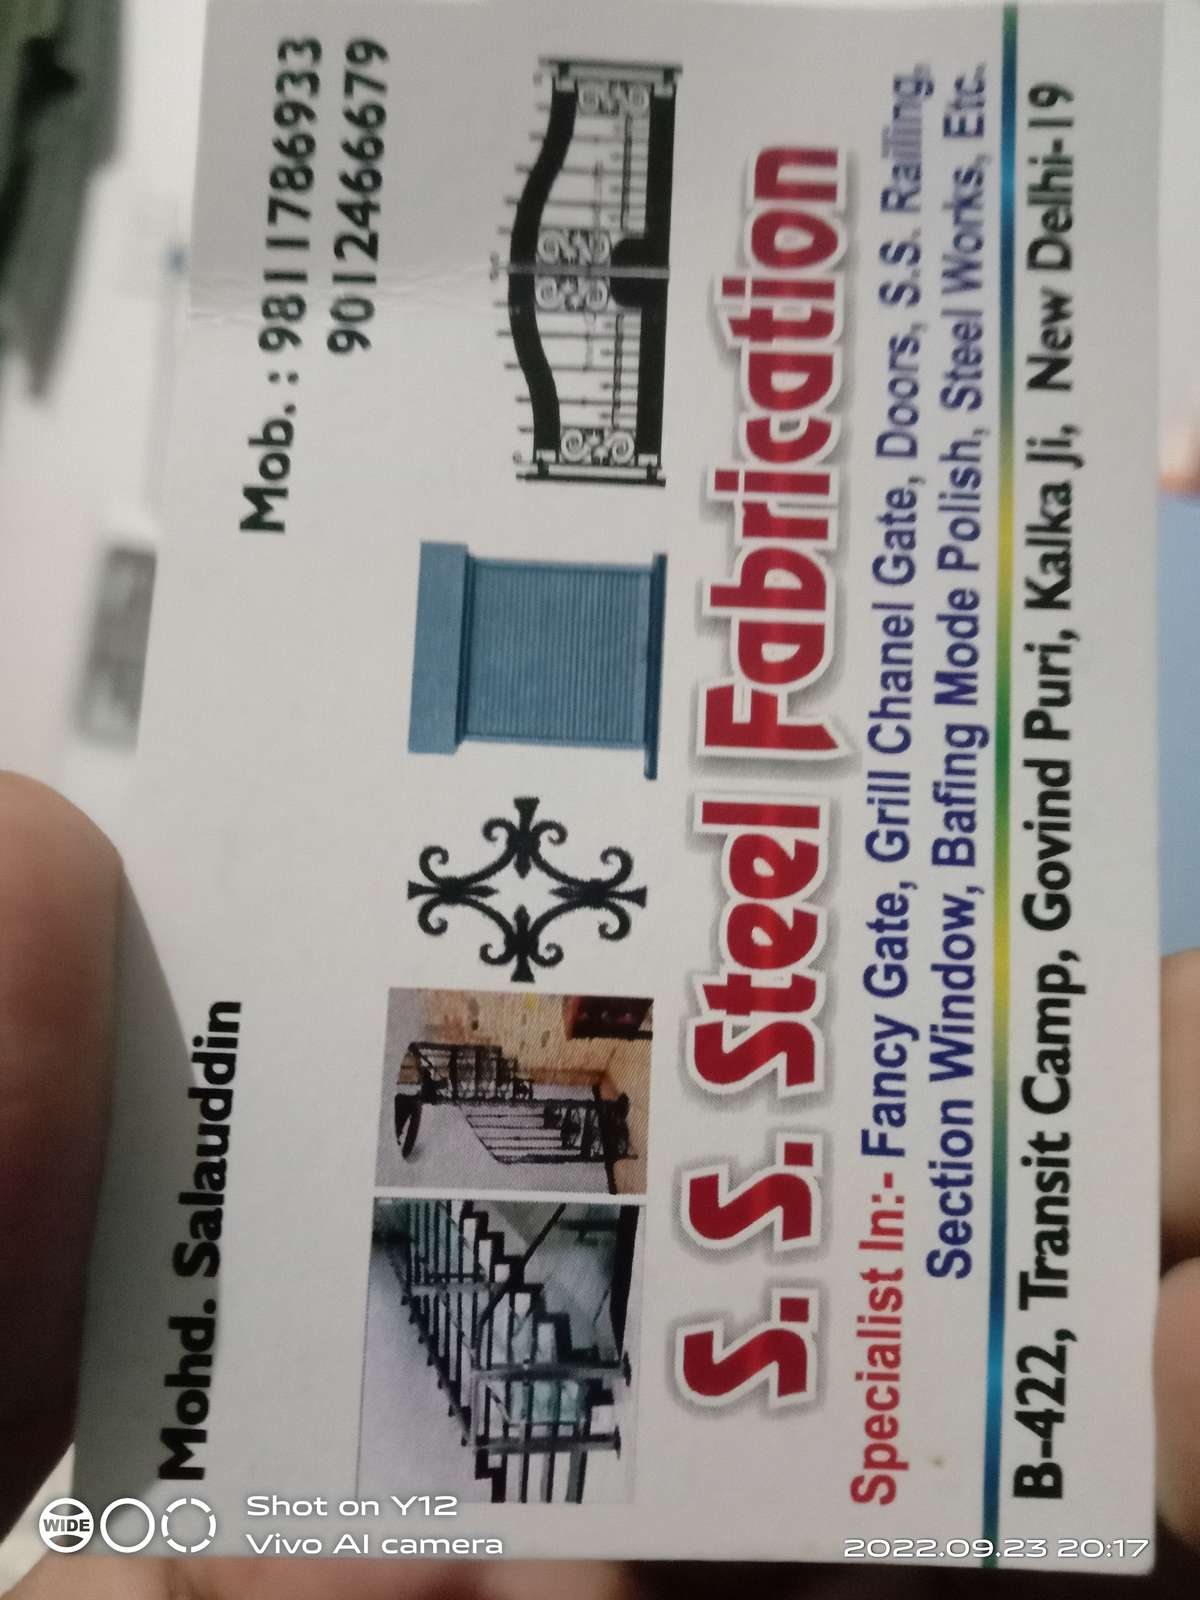 Mohd. Salauddin
Mob. : 9811786933
9012466679
S. S. Steel Fabrication
Specialist In:- Fancy Gate, Grill Chanel Gate, Doors, S.S. Railling,
Section Window, Bafing Mode Polish, Steel Works, Etc.
B-422, Transit Camp, Govind Puri, Kalka Ji, New Delhi-19
WIDE
Shot on Y12
Vivo AI camera
2022.09.23 20:17